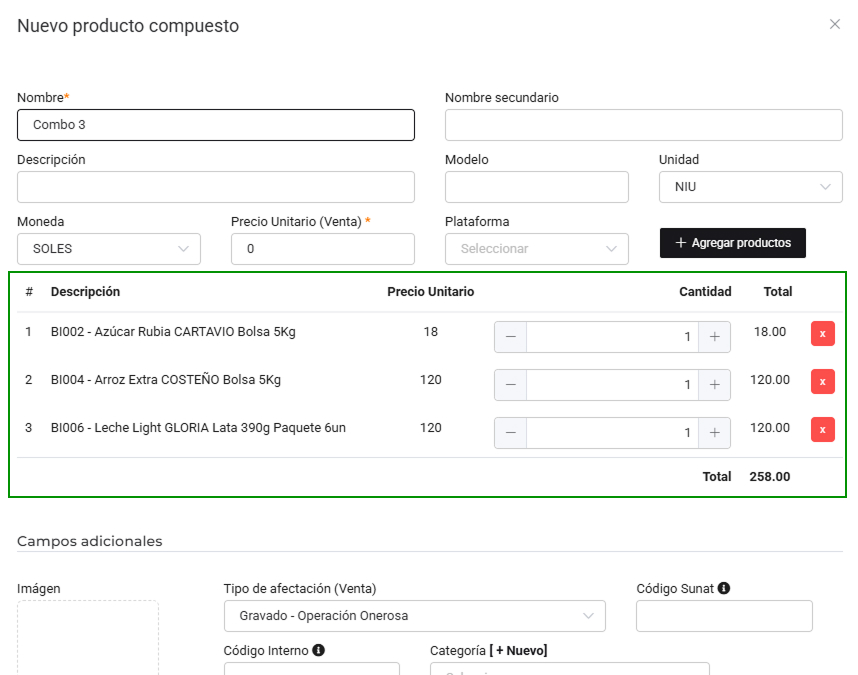 Nuevo producto compuesto
Nombre*
Nombre secundario
Combo 3
Descripción
Modelo
Unidad
NIU
Moneda
Precio Unitario (Venta) *
Plataforma
SOLES
0
Seleccionar
+ Agregar productos
# Descripción Precio Unitario Cantidad Total
1 BI002 - Azúcar Rubia CARTAVIO Bolsa 5Kg 18 − 1 + 18.00 x
2 BI004 - Arroz Extra COSTEÑO Bolsa 5Kg 120 − 1 + 120.00 x
3 BI006 - Leche Light GLORIA Lata 390g Paquete 6un 120 − 1 + 120.00 x
Total 258.00
Campos adicionales
Imágen
Tipo de afectación (Venta)
Código Sunat
Gravado - Operación Onerosa
Código Interno
Categoría [ + Nuevo]